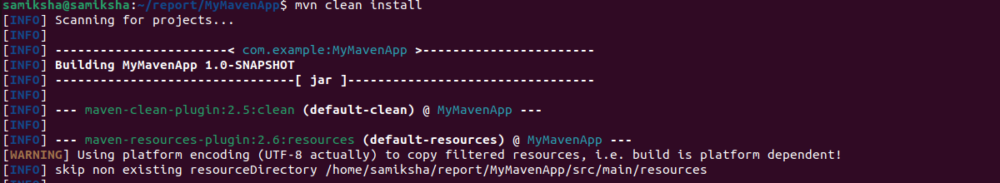 samiksha@samiksha:~/report/MyMavenApp$ mvn clean install
[INFO] Scanning for projects...
[INFO]
[INFO] -----------------------< com.example:MyMavenApp >-----------------------
[INFO] Building MyMavenApp 1.0-SNAPSHOT
[INFO] --------------------------------[ jar ]---------------------------------
[INFO]
[INFO] --- maven-clean-plugin:2.5:clean (default-clean) @ MyMavenApp ---
[INFO]
[INFO] --- maven-resources-plugin:2.6:resources (default-resources) @ MyMavenApp ---
[WARNING] Using platform encoding (UTF-8 actually) to copy filtered resources, i.e. build is platform dependent!
[INFO] skip non existing resourceDirectory /home/samiksha/report/MyMavenApp/src/main/resources